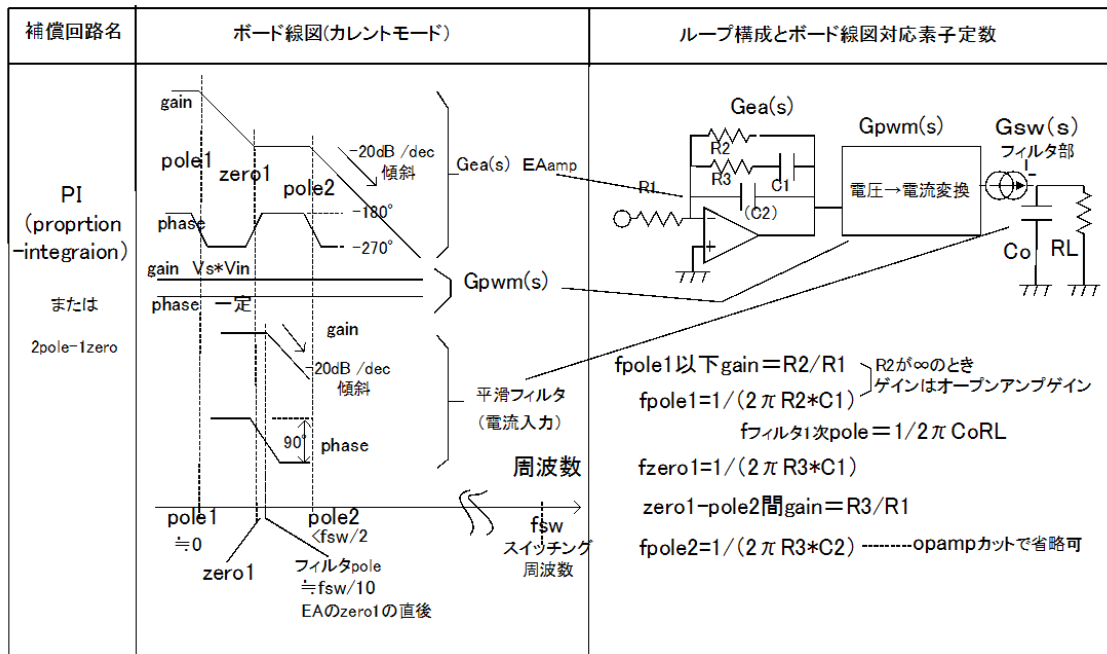 補償回路名
ボード線図(カレントモード)
ループ構成とボード線図対応素子定数
PI
(proprtion
-integraion)
または
2pole-1zero
gain
pole1
zero1
pole2
-20dB /dec
傾斜
phase
-180°
-270°
Gea(s) EAamp
gain Vs*Vin
phase 一定
Gpwm(s)
gain
-20dB /dec
傾斜
90°
phase
平滑フィルタ
(電流入力)
周波数
pole1
≒0
zero1
pole2
<fsw/2
フィルタpole
≒fsw/10
EAのzero1の直後
fsw
スイッチング
周波数
Gea(s)
R2
R3
C1
(C2)
R1
-
+
Gpwm(s)
電圧→電流変換
Gsw(s)
フィルタ部
L
Co
RL
fpole1以下gain=R2/R1
R2が∞のとき
ゲインはオープンアンプゲイン
fpole1=1/(2π R2*C1)
fフィルタ1次pole=1/2π CoRL
fzero1=1/(2π R3*C1)
zero1-pole2間gain=R3/R1
fpole2=1/(2π R3*C2) --------opampカットで省略可